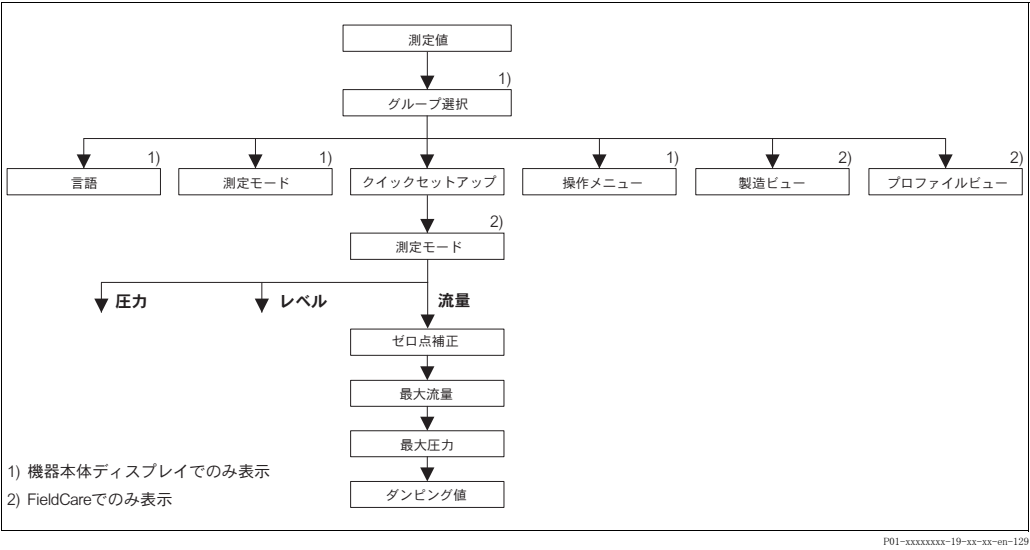 測定値
1)
グループ選択
1)
1)
1)
2)
2)
言語
測定モード
クイックセットアップ
操作メニュー
製造ビュー
プロファイルビュー
2)
測定モード
圧力
レベル
流量
ゼロ点補正
最大流量
最大圧力
ダンピング値
1) 機器本体ディスプレイでのみ表示
2) FieldCareでのみ表示
P01-xxxxxxxx-19-xx-xx-en-129